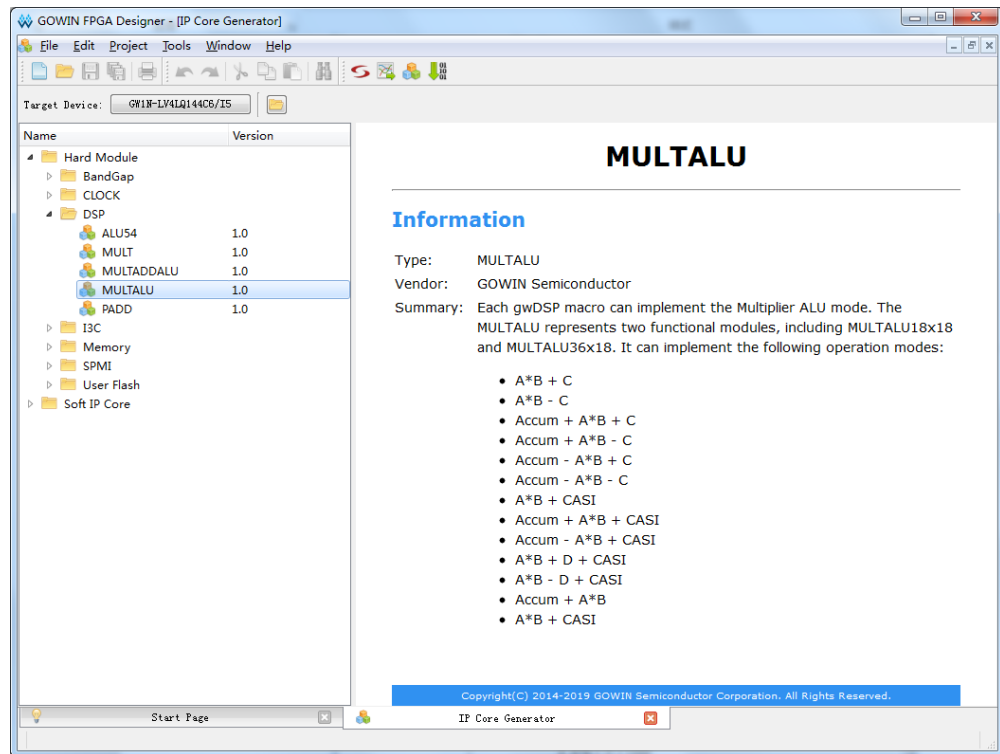 GOWIN FPGA Designer - [IP Core Generator]
File Edit Project Tools Window Help
Target Device: GW1N-LV4LQ144C6/I5
Name Version
Hard Module
BandGap
CLOCK
DSP
ALU54 1.0
MULT 1.0
MULTADDALU 1.0
MULTALU 1.0
PADD 1.0
I3C
Memory
SPMI
User Flash
Soft IP Core
MULTALU
Information
Type: MULTALU
Vendor: GOWIN Semiconductor
Summary: Each gwDSP macro can implement the Multiplier ALU mode. The
MULTALU represents two functional modules, including MULTALU18x18
and MULTALU36x18. It can implement the following operation modes:
• A*B + C
• A*B - C
• Accum + A*B + C
• Accum + A*B - C
• Accum - A*B + C
• Accum - A*B - C
• A*B + CASI
• Accum + A*B + CASI
• Accum - A*B + CASI
• A*B + D + CASI
• A*B - D + CASI
• Accum + A*B
• A*B + CASI
Copyright(C) 2014-2019 GOWIN Semiconductor Corporation. All Rights Reserved.
Start Page
IP Core Generator